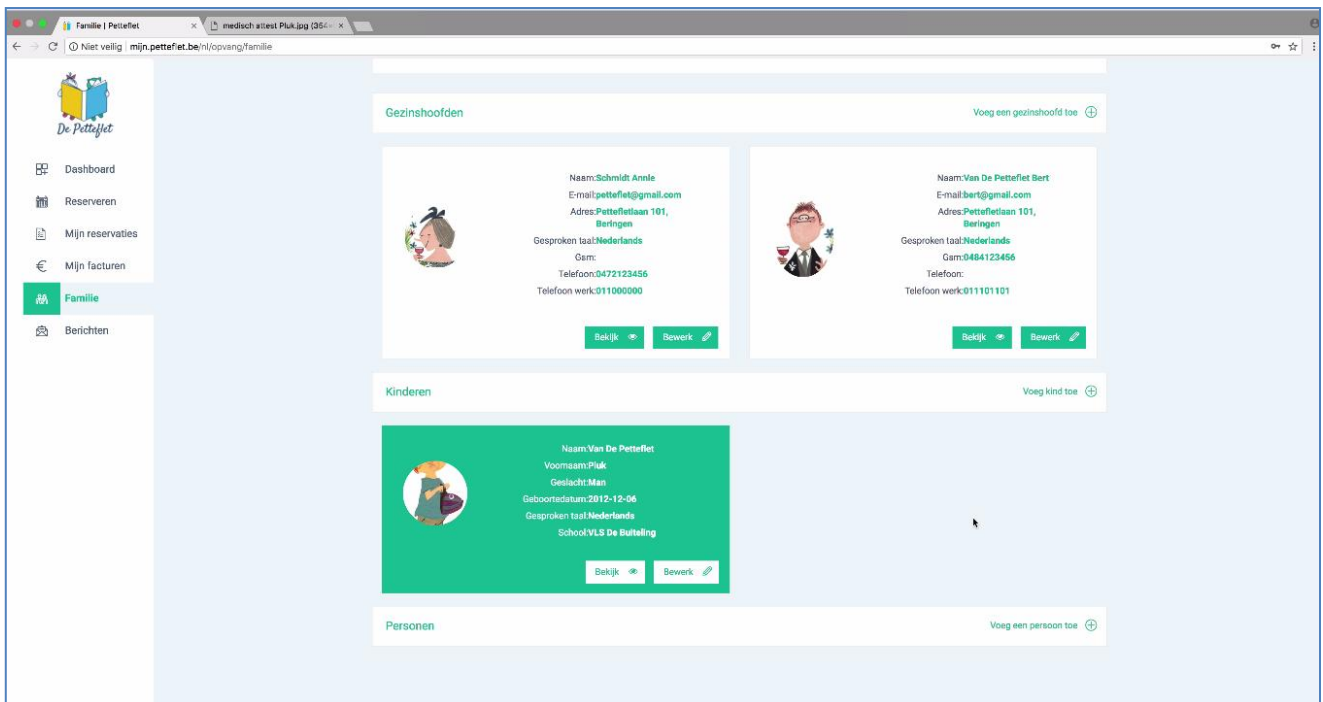 Familie | Petteflet
medisch attest Pluk.jpg (354×
Niet veilig | mijn.petteflet.be/nl/opvang/familie
De Petteflet
Dashboard
Reserveren
Mijn reservaties
Mijn facturen
Familie
Berichten
Gezinshoofden
Voeg een gezinshoofd toe
Naam:Schmidt Annie
E-mail:petteflet@gmail.com
Adres:Pettefletlaan 101,
Beringen
Gesproken taal:Nederlands
Gsm:
Telefoon:0472123456
Telefoon werk:011000000
Bekijk
Bewerk
Naam:Van De Petteflet Bert
E-mail:bert@gmail.com
Adres:Pettefletlaan 101,
Beringen
Gesproken taal:Nederlands
Gsm:0484123456
Telefoon:
Telefoon werk:011101101
Bekijk
Bewerk
Kinderen
Voeg kind toe
Naam:Van De Petteflet
Voornaam:Pluk
Geslacht:Man
Geboortedatum:2012-12-06
Gesproken taal:Nederlands
School:VLS De Buiteling
Bekijk
Bewerk
Personen
Voeg een persoon toe